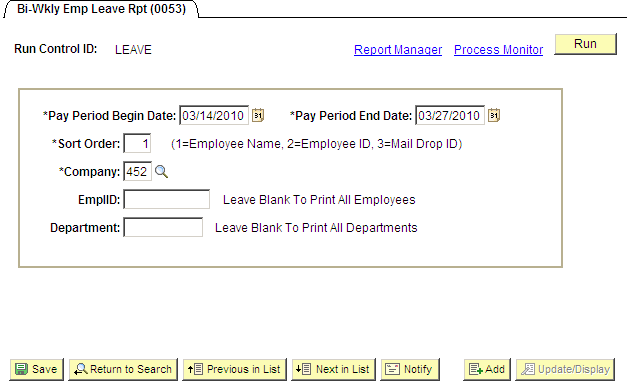 Bi-Wkly Emp Leave Rpt (0053)
Run Control ID: LEAVE Report Manager Process Monitor Run
*Pay Period Begin Date: 03/14/2010 31 *Pay Period End Date: 03/27/2010 31
*Sort Order: 1 (1=Employee Name, 2=Employee ID, 3=Mail Drop ID)
*Company: 452
EmplID: Leave Blank To Print All Employees
Department: Leave Blank To Print All Departments
Save Return to Search Previous in List Next in List Notify Add Update/Display